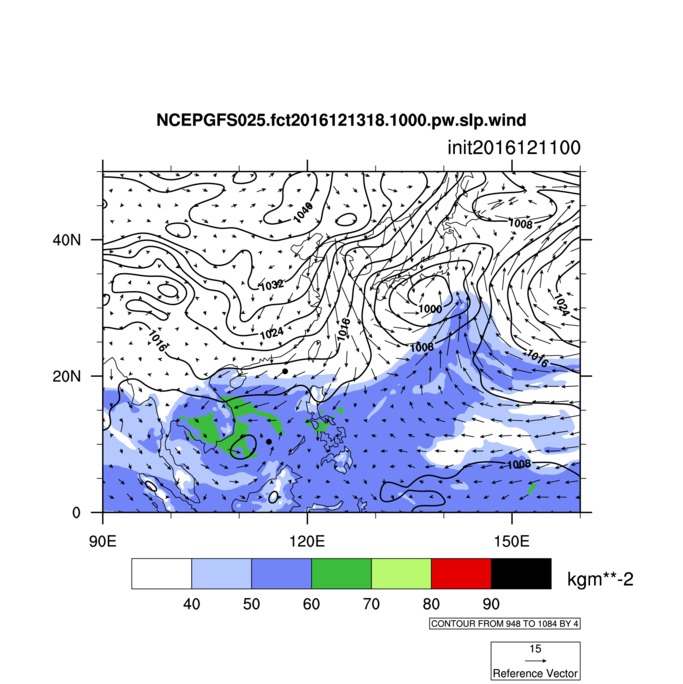 NCEPGFS025.fct2016121318.1000.pw.slp.wind
init2016121100
1040
1008
40N
1032
1024
1000
1016
1024
1016
1008
1016
20N
1008
0
90E 120E 150E
40 50 60 70 80 90
kgm**-2
CONTOUR FROM 948 TO 1084 BY 4
15
Reference Vector